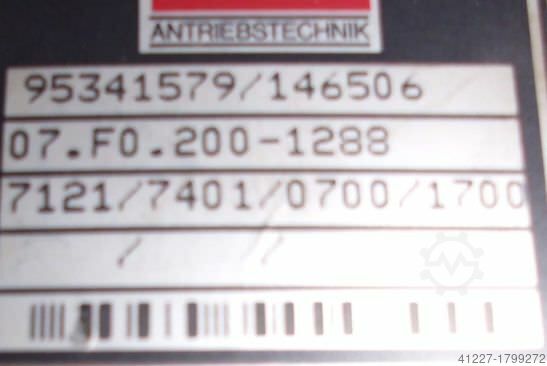 ANTRIEBSTECHNIK
95341579/146506
07.F0.200-1288
7121/7401/0700/1700
/ /
41227-1799272